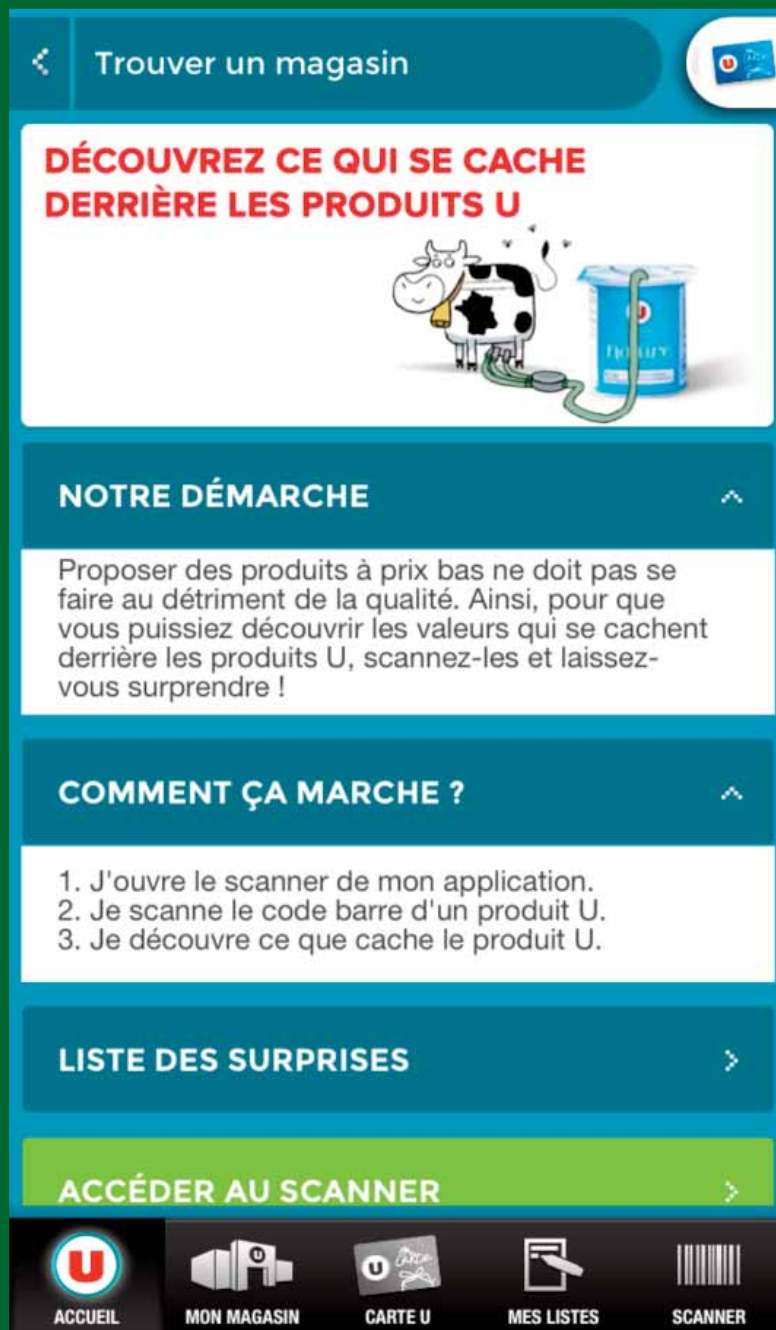 Trouver un magasin
U
DÉCOUVREZ CE QUI SE CACHE
DERRIÈRE LES PRODUITS U
U
NOTRE DÉMARCHE
Proposer des produits à prix bas ne doit pas se
faire au détriment de la qualité. Ainsi, pour que
vous puissiez découvrir les valeurs qui se cachent
derrière les produits U, scannez-les et laissez-
vous surprendre !
COMMENT ÇA MARCHE ?
1. J'ouvre le scanner de mon application.
2. Je scanne le code barre d'un produit U.
3. Je découvre ce que cache le produit U.
LISTE DES SURPRISES
ACCÉDER AU SCANNER
U
U
U Carte
ACCUEIL MON MAGASIN CARTE U MES LISTES SCANNER